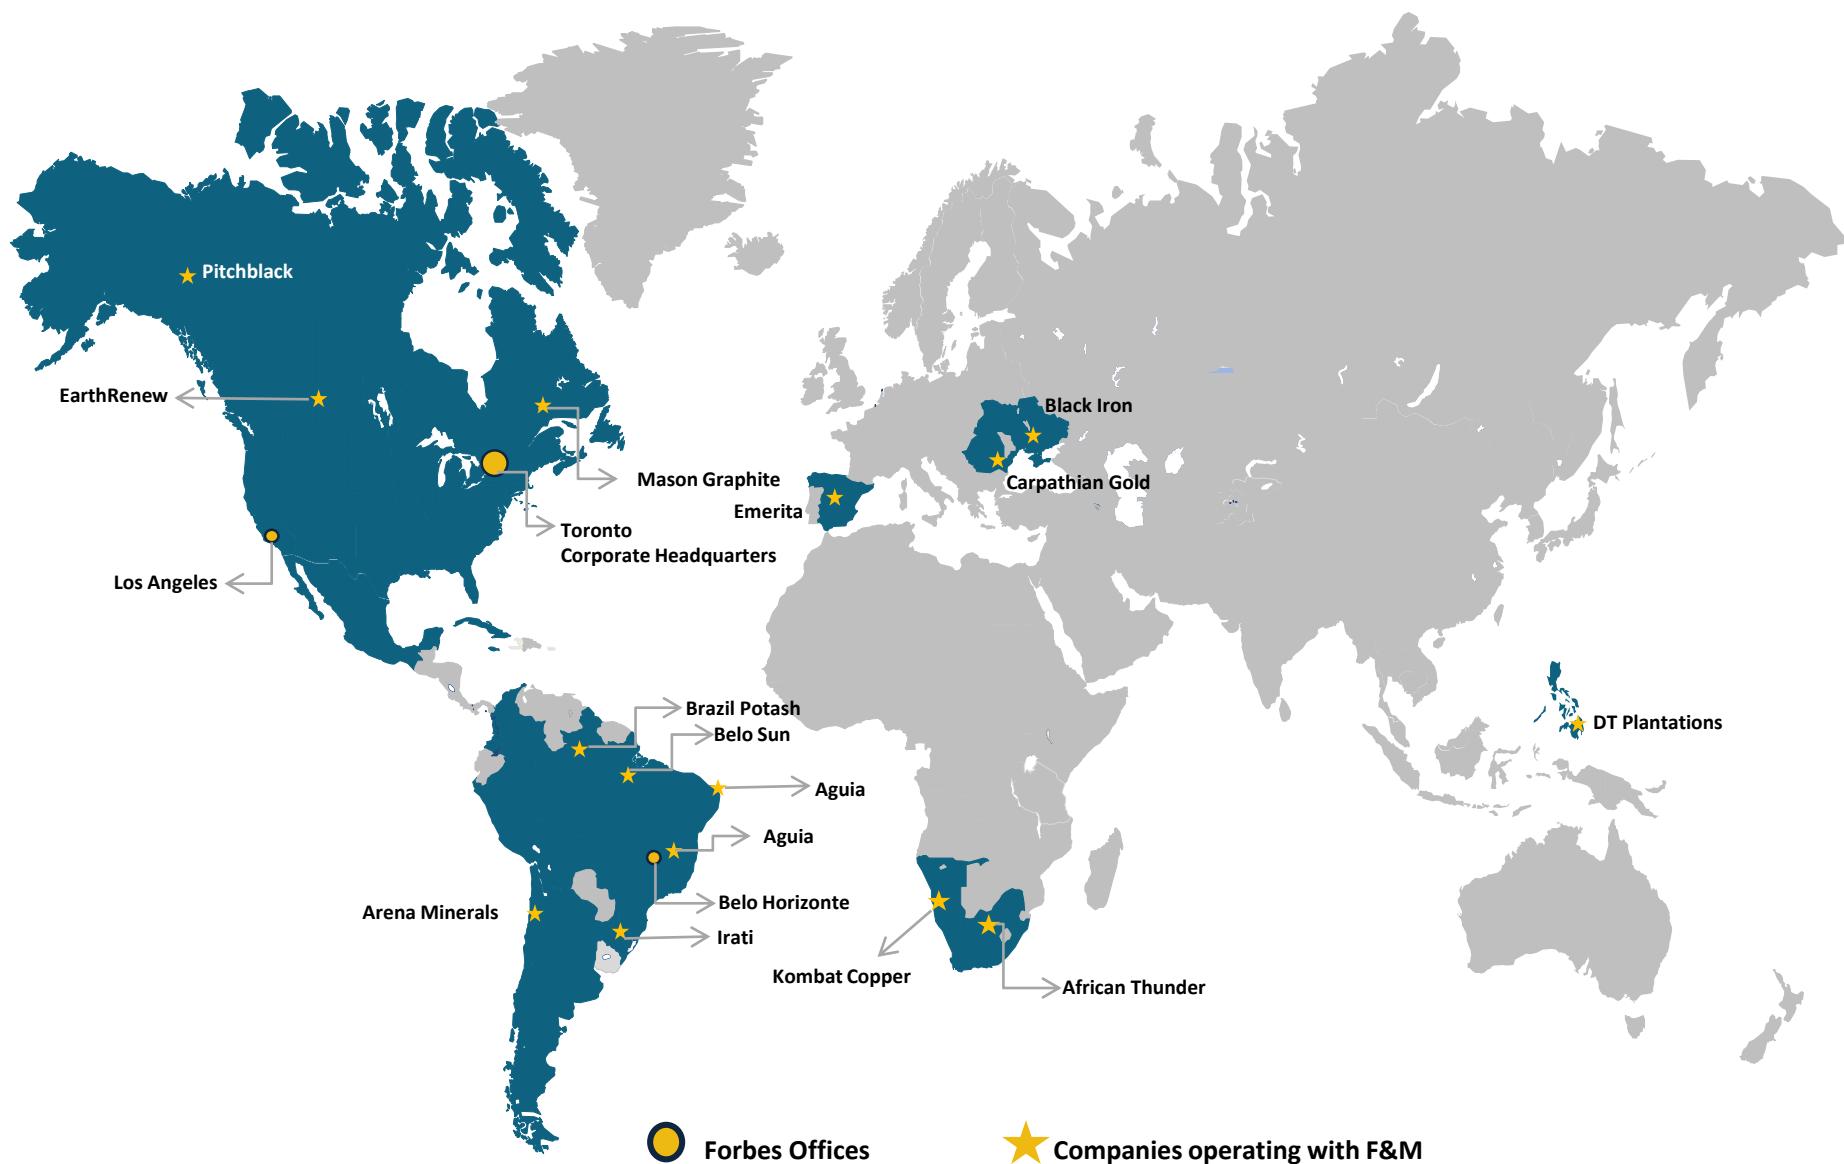 Pitchblack
EarthRenew
Black Iron
Mason Graphite
Carpathian Gold
Emerita
Toronto
Corporate Headquarters
Los Angeles
Brazil Potash
Belo Sun
DT Plantations
Aguia
Aguia
Belo Horizonte
Arena Minerals
Irati
Kombat Copper
African Thunder
Forbes Offices
Companies operating with F&M